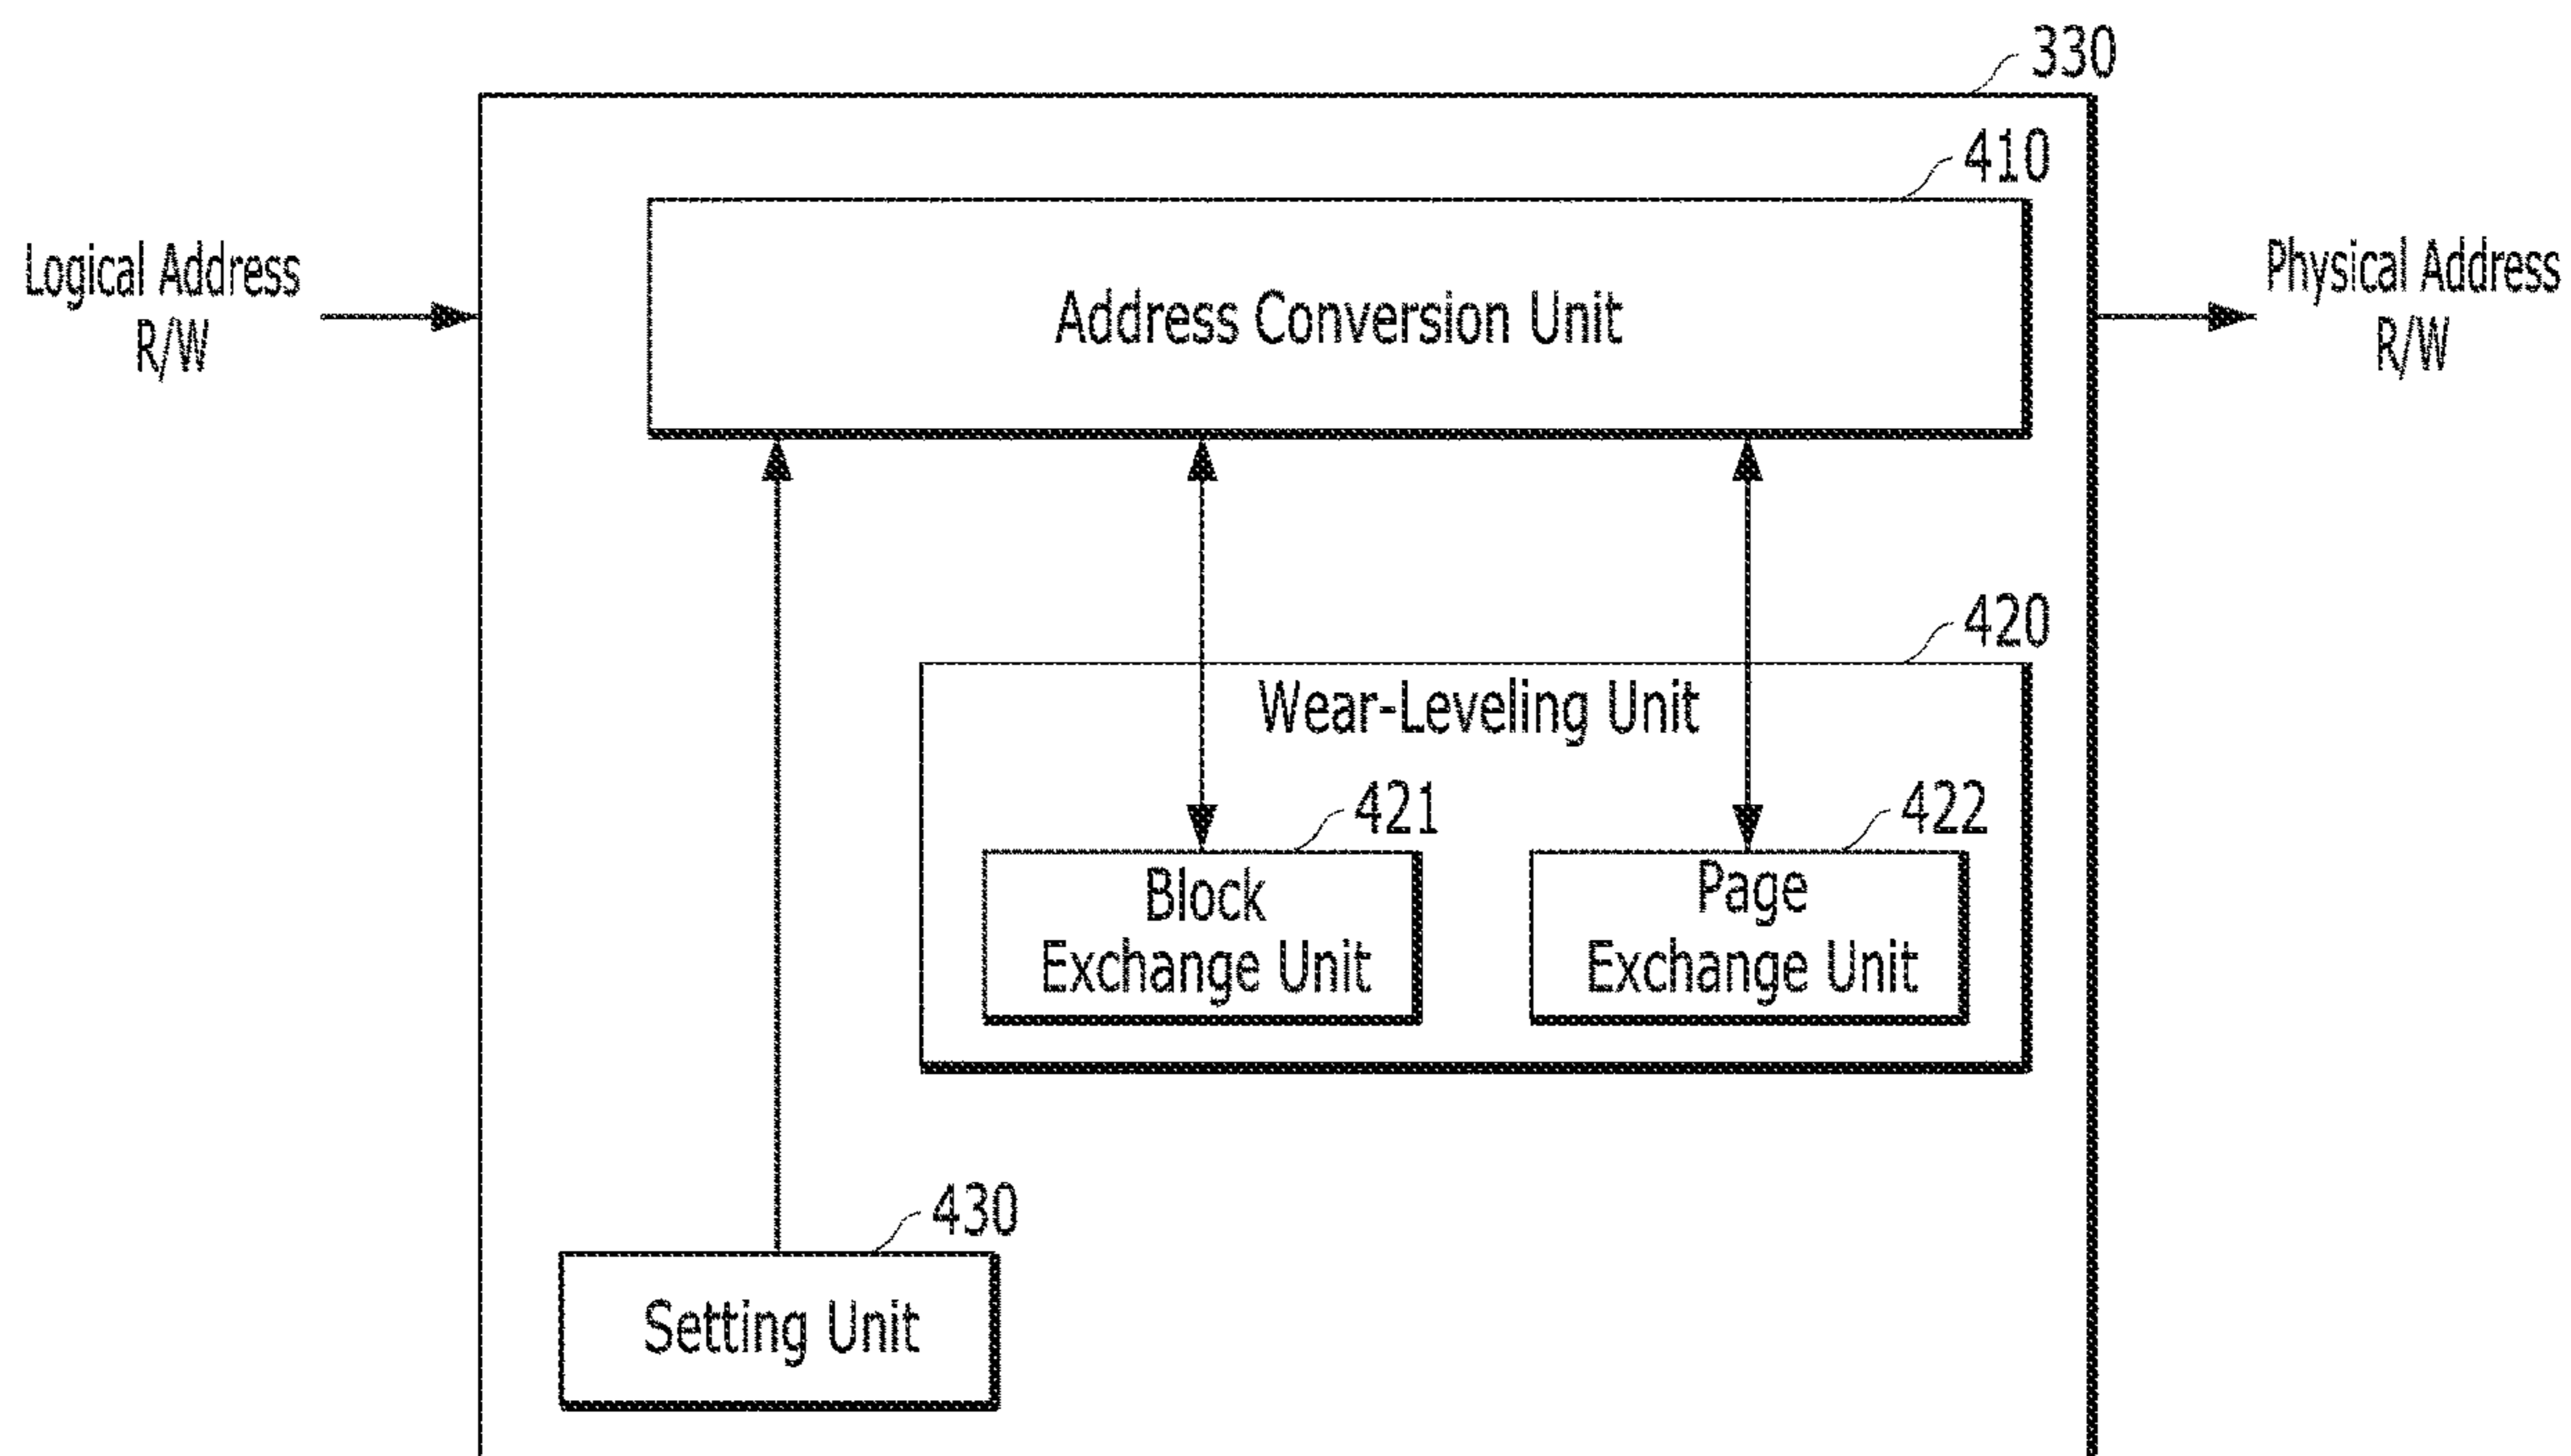 330
410
Logical Address
R/W
Address Conversion Unit
Physical Address
R/W
420
Wear-Leveling Unit
421
422
Block
Exchange Unit
Page
Exchange Unit
430
Setting Unit